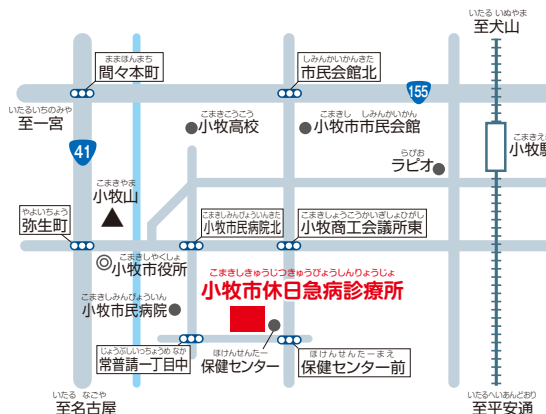 いたる いぬやま
至犬山
ままほんまち
間々本町
しみんかいかんきた
市民会館北
155
いたるいちのみや
至一宮
こまきこうこう
小牧高校
こまきし しみんかいかん
小牧市市民会館
こまきえ
小牧駅
41
らぴお
ラピオ
こまきやま
小牧山
やよいちょう
弥生町
こまきしみんびょういんきた
小牧市民病院北
こまきしょうこうかいぎしょひがし
小牧商工会議所東
こまきしやくしょ
小牧市役所
こまきしきゅうじつきゅうびょうしんりょうじょ
小牧市休日急病診療所
こまきしみんびょういん
小牧市民病院
じょうぶしいっちょうめ なか
常普請一丁目中
ほけんせんたー
保健センター
ほけんせんたーまえ
保健センター前
いたる なごや
至名古屋
いたるへいあんどおり
至平安通